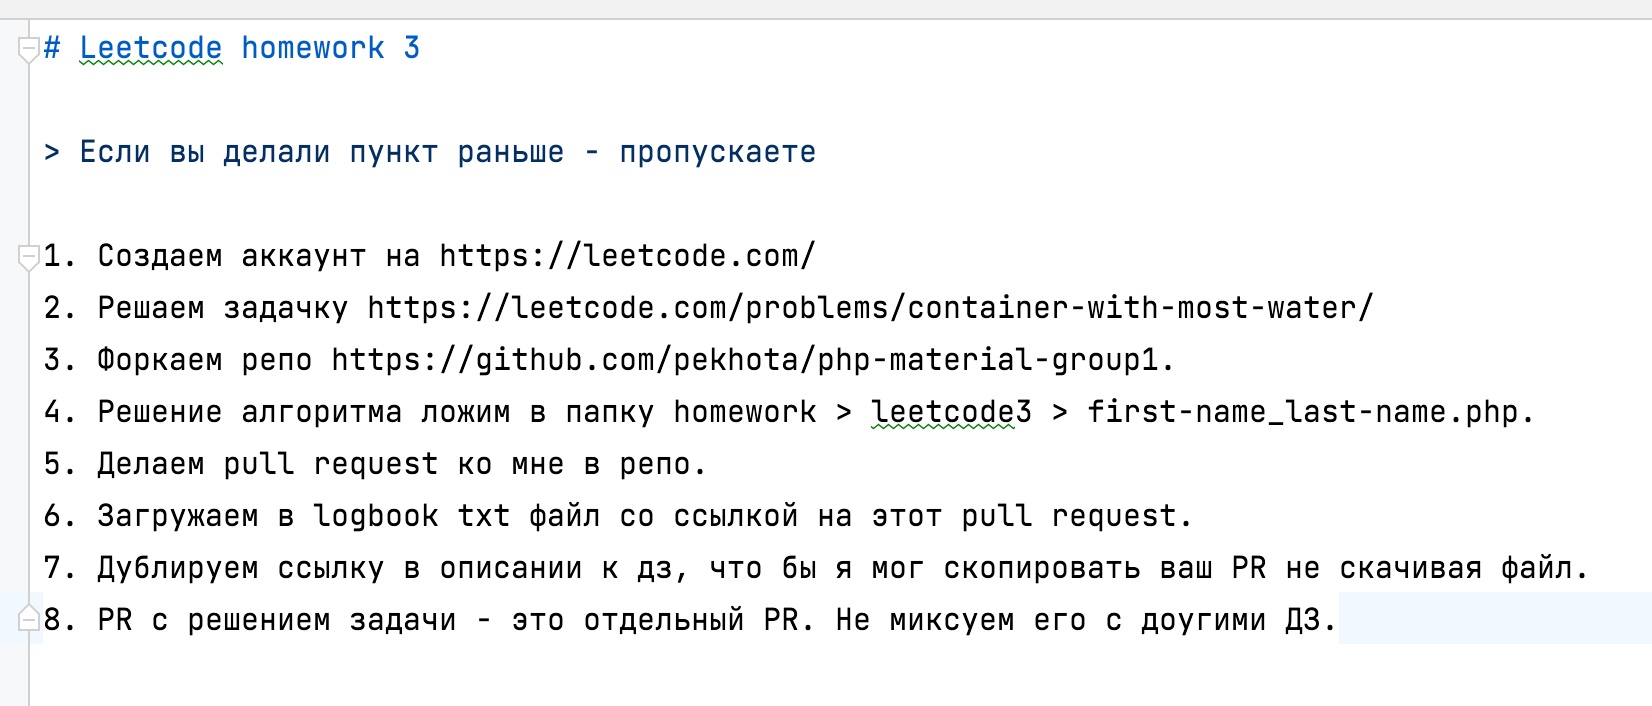 # Leetcode homework 3
> Если вы делали пункт раньше - пропускаете
1. Создаем аккаунт на https://leetcode.com/
2. Решаем задачку https://leetcode.com/problems/container-with-most-water/
3. Форкаем репо https://github.com/pekhota/php-material-group1.
4. Решение алгоритма ложим в папку homework > leetcode3 > first-name_last-name.php.
5. Делаем pull request ко мне в репо.
6. Загружаем в logbook txt файл со ссылкой на этот pull request.
7. Дублируем ссылку в описании к дз, что бы я мог скопировать ваш PR не скачивая файл.
8. PR с решением задачи - это отдельный PR. Не миксуем его с доугими ДЗ.